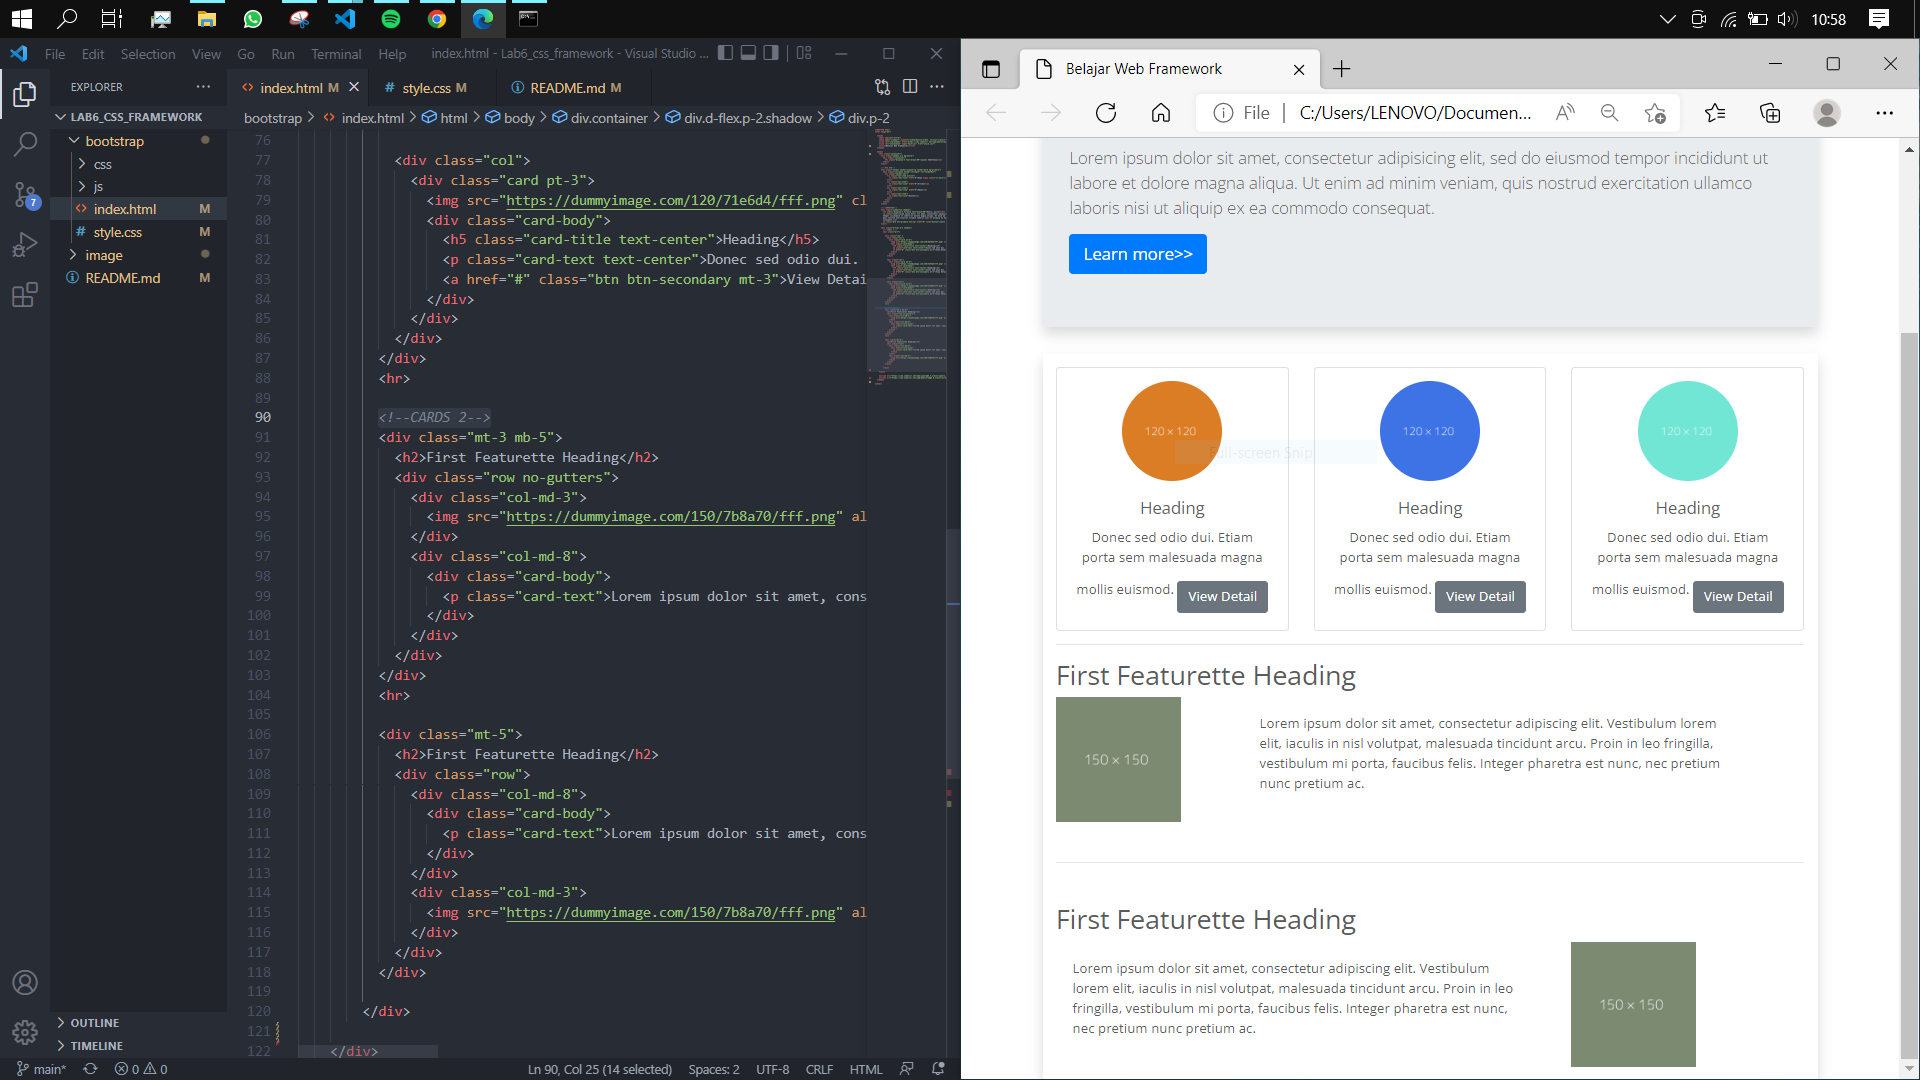 10:58
File Edit Selection View Go Run Terminal Help index.html - Lab6_css_framework - Visual Studio ...
EXPLORER
LAB6_CSS_FRAMEWORK
bootstrap
css
js
index.html M
style.css M
image
README.md M
7
OUTLINE
TIMELINE
index.html M
style.css M
README.md M
bootstrap > index.html > html > body > div.container > div.d-flex.p-2.shadow > div.p-2
76
77 <div class="col">
78 <div class="card pt-3">
79 <img src="https://dummyimage.com/120/71e6d4/fff.png" cl
80 <div class="card-body">
81 <h5 class="card-title text-center">Heading</h5>
82 <p class="card-text text-center">Donec sed odio dui.
83 <a href="#" class="btn btn-secondary mt-3">View Detai
84 </div>
85 </div>
86 </div>
87 </div>
88 <hr>
89
90 <!--CARDS 2-->
91 <div class="mt-3 mb-5">
92 <h2>First Featurette Heading</h2>
93 <div class="row no-gutters">
94 <div class="col-md-3">
95 <img src="https://dummyimage.com/150/7b8a70/fff.png" al
96 </div>
97 <div class="col-md-8">
98 <div class="card-body">
99 <p class="card-text">Lorem ipsum dolor sit amet, cons
100 </div>
101 </div>
102 </div>
103 </div>
104 <hr>
105
106 <div class="mt-5">
107 <h2>First Featurette Heading</h2>
108 <div class="row">
109 <div class="col-md-8">
110 <div class="card-body">
111 <p class="card-text">Lorem ipsum dolor sit amet, cons
112 </div>
113 </div>
114 <div class="col-md-3">
115 <img src="https://dummyimage.com/150/7b8a70/fff.png" al
116 </div>
117 </div>
118 </div>
119
120 </div>
121
122 </div>
main* 0 0 Ln 90, Col 25 (14 selected) Spaces: 2 UTF-8 CRLF HTML
Belajar Web Framework
File | C:/Users/LENOVO/Documen...
Lorem ipsum dolor sit amet, consectetur adipisicing elit, sed do eiusmod tempor incididunt ut
labore et dolore magna aliqua. Ut enim ad minim veniam, quis nostrud exercitation ullamco
laboris nisi ut aliquip ex ea commodo consequat.
Learn more>>
120 × 120
Heading
Donec sed odio dui. Etiam
porta sem malesuada magna
mollis euismod. View Detail
120 × 120
Heading
Donec sed odio dui. Etiam
porta sem malesuada magna
mollis euismod. View Detail
120 × 120
Heading
Donec sed odio dui. Etiam
porta sem malesuada magna
mollis euismod. View Detail
Full-screen Snip
First Featurette Heading
150 × 150
Lorem ipsum dolor sit amet, consectetur adipiscing elit. Vestibulum lorem
elit, iaculis in nisl volutpat, malesuada tincidunt arcu. Proin in leo fringilla,
vestibulum mi porta, faucibus felis. Integer pharetra est nunc, nec pretium
nunc pretium ac.
First Featurette Heading
Lorem ipsum dolor sit amet, consectetur adipiscing elit. Vestibulum
lorem elit, iaculis in nisl volutpat, malesuada tincidunt arcu. Proin in leo
fringilla, vestibulum mi porta, faucibus felis. Integer pharetra est nunc,
nec pretium nunc pretium ac.
150 × 150